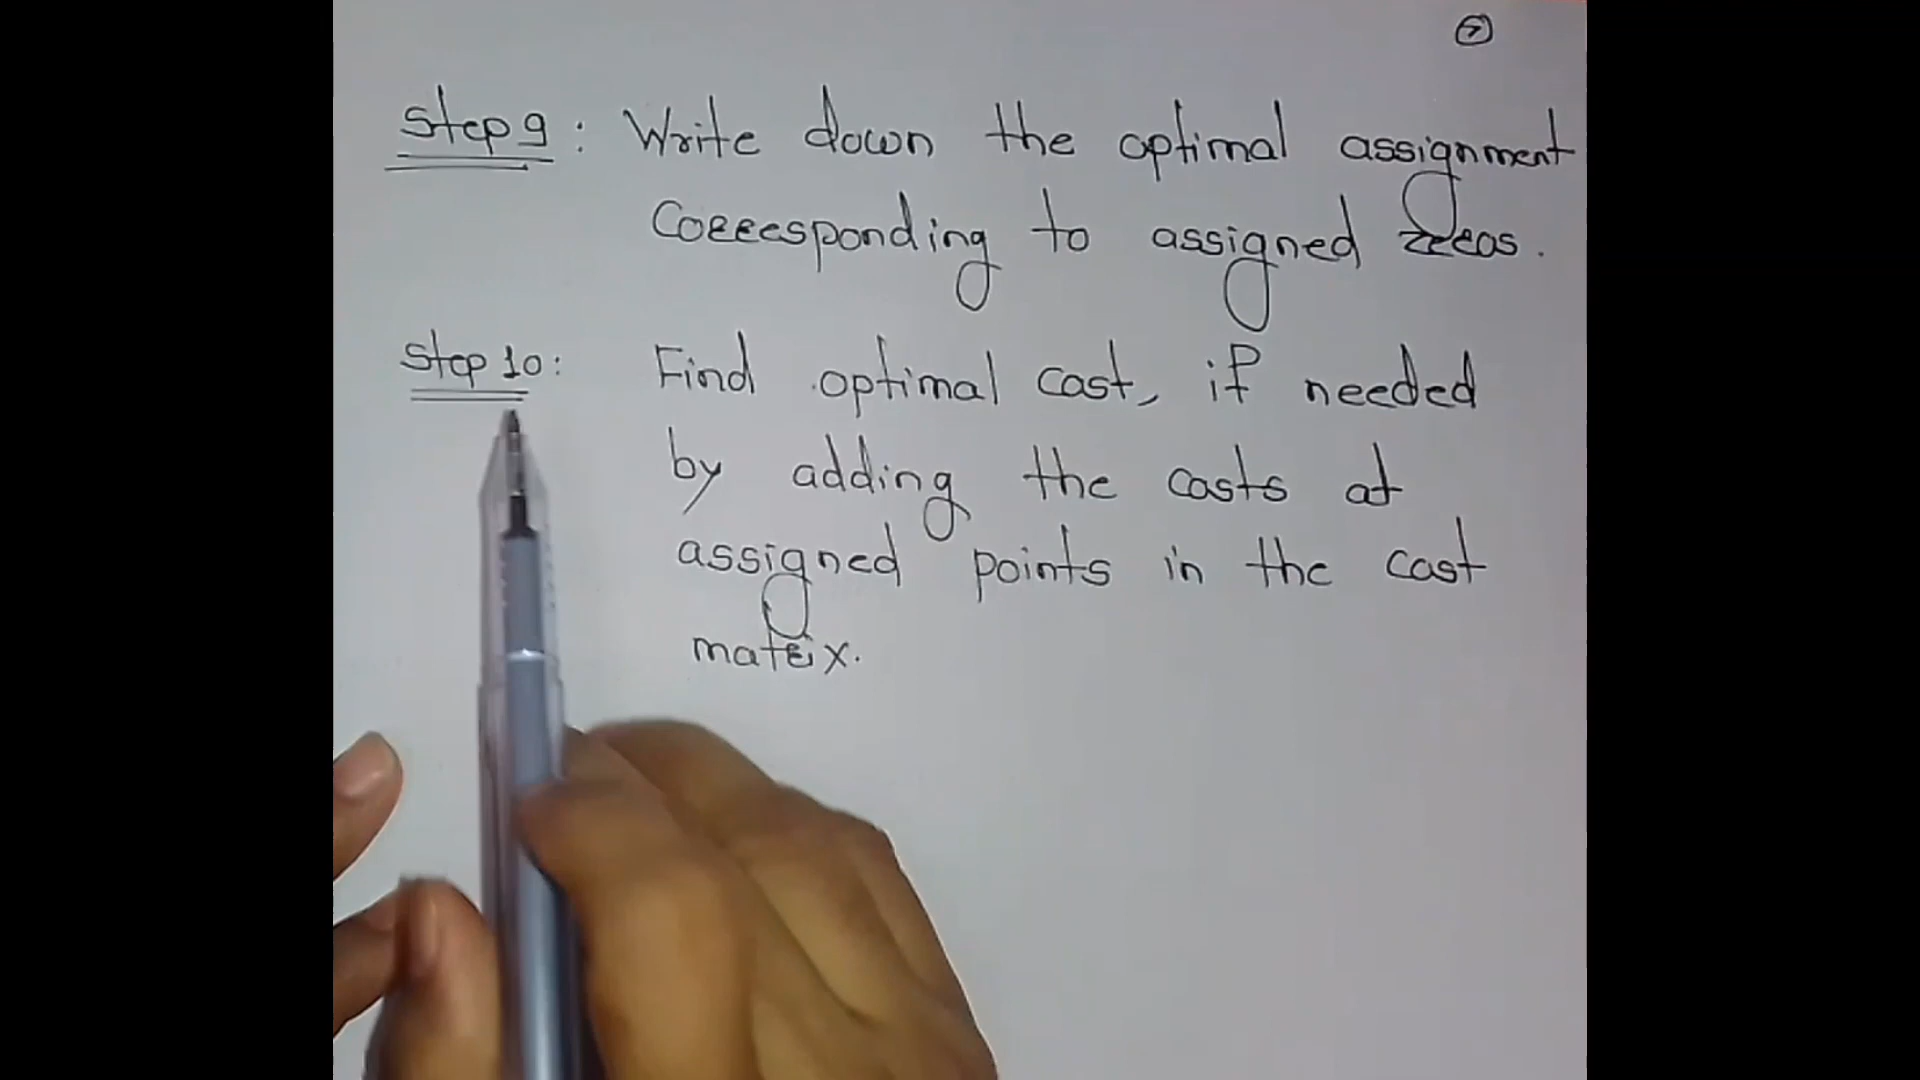 7
Step 9: Write down the optimal assignment
corresponding to assigned zeros.
Step 10: Find optimal cost, if needed
by adding the costs at
assigned points in the cost
matrix.